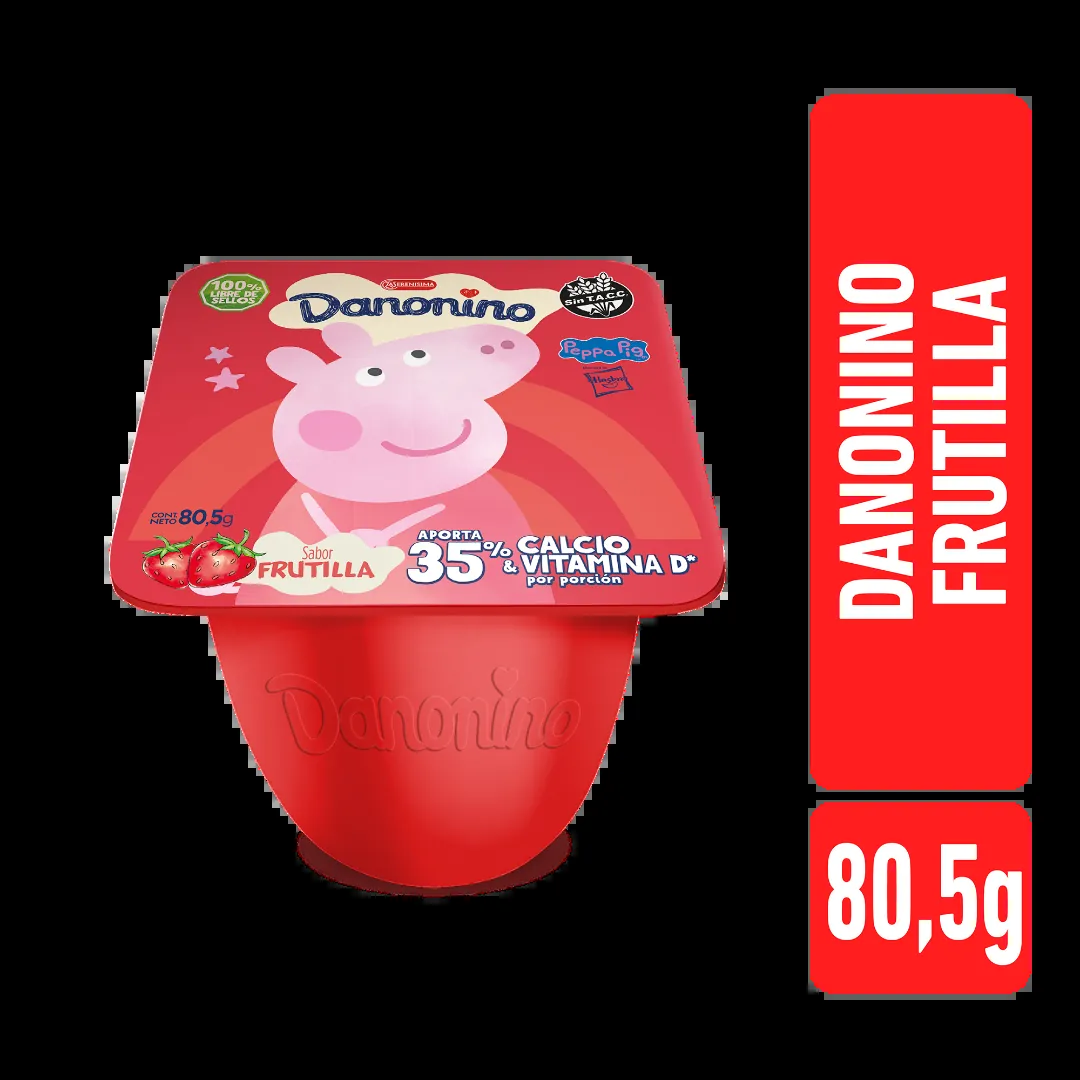 100%
LIBRE DE
SELLOS
LA SERENISIMA
Danonino
Sin T.A.C.C.
Peppa Pig
Hasbro
CONT. NETO 80,5g
Sabor
FRUTILLA
APORTA
35% CALCIO
& VITAMINA D*
por porción
Danonino
DANONINO
FRUTILLA
80,5g